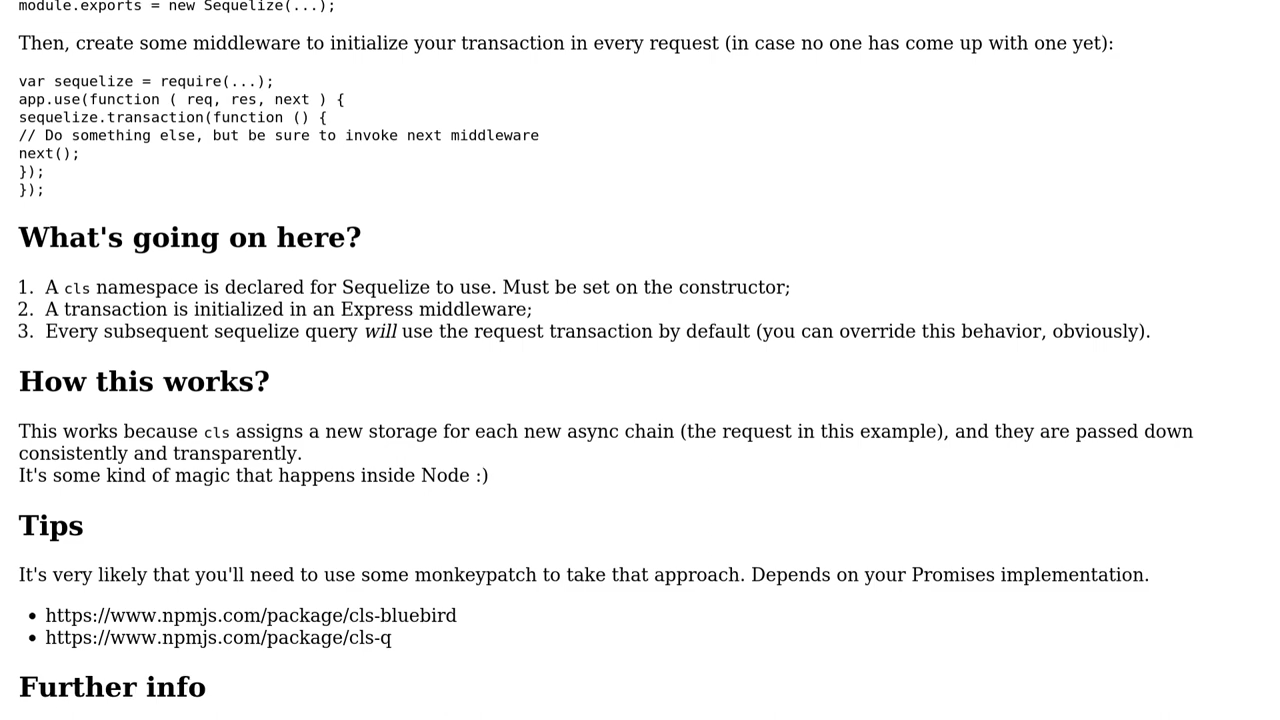 module.exports = new Sequelize(...);
Then, create some middleware to initialize your transaction in every request (in case no one has come up with one yet):
var sequelize = require(...);
app.use(function ( req, res, next ) {
sequelize.transaction(function () {
// Do something else, but be sure to invoke next middleware
next();
});
});
What's going on here?
1. A cls namespace is declared for Sequelize to use. Must be set on the constructor;
2. A transaction is initialized in an Express middleware;
3. Every subsequent sequelize query will use the request transaction by default (you can override this behavior, obviously).
How this works?
This works because cls assigns a new storage for each new async chain (the request in this example), and they are passed down
consistently and transparently.
It's some kind of magic that happens inside Node :)
Tips
It's very likely that you'll need to use some monkeypatch to take that approach. Depends on your Promises implementation.
• https://www.npmjs.com/package/cls-bluebird
• https://www.npmjs.com/package/cls-q
Further info